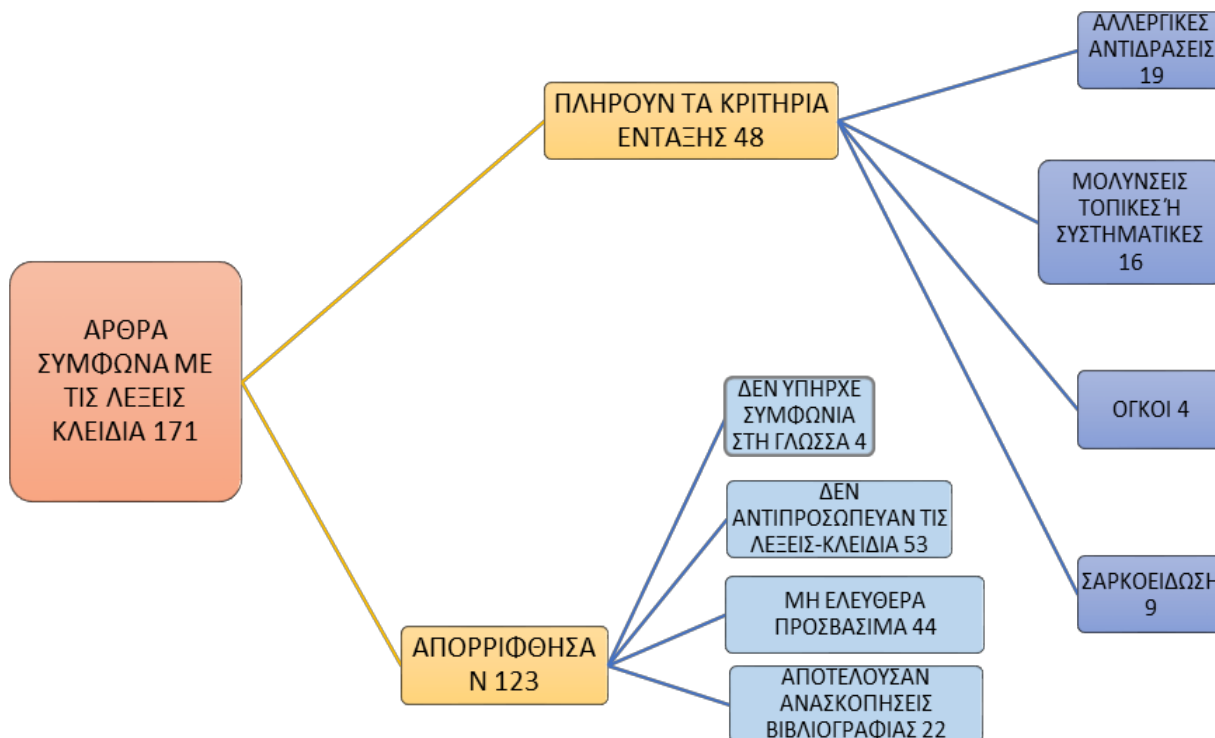 ΑΡΘΡΑ
ΣΥΜΦΩΝΑ ΜΕ
ΤΙΣ ΛΕΞΕΙΣ
ΚΛΕΙΔΙΑ 171
ΠΛΗΡΟΥΝ ΤΑ ΚΡΙΤΗΡΙΑ
ΕΝΤΑΞΗΣ 48
ΑΛΛΕΡΓΙΚΕΣ
ΑΝΤΙΔΡΑΣΕΙΣ
19
ΜΟΛΥΝΣΕΙΣ
ΤΟΠΙΚΕΣ Ή
ΣΥΣΤΗΜΑΤΙΚΕΣ
16
ΟΓΚΟΙ 4
ΣΑΡΚΟΕΙΔΩΣΗ
9
ΑΠΟΡΡΙΦΘΗΣΑ
Ν 123
ΔΕΝ ΥΠΗΡΧΕ
ΣΥΜΦΩΝΙΑ
ΣΤΗ ΓΛΩΣΣΑ 4
ΔΕΝ
ΑΝΤΙΠΡΟΣΩΠΕΥΑΝ ΤΙΣ
ΛΕΞΕΙΣ-ΚΛΕΙΔΙΑ 53
ΜΗ ΕΛΕΥΘΕΡΑ
ΠΡΟΣΒΑΣΙΜΑ 44
ΑΠΟΤΕΛΟΥΣΑΝ
ΑΝΑΣΚΟΠΗΣΕΙΣ
ΒΙΒΛΙΟΓΡΑΦΙΑΣ 22